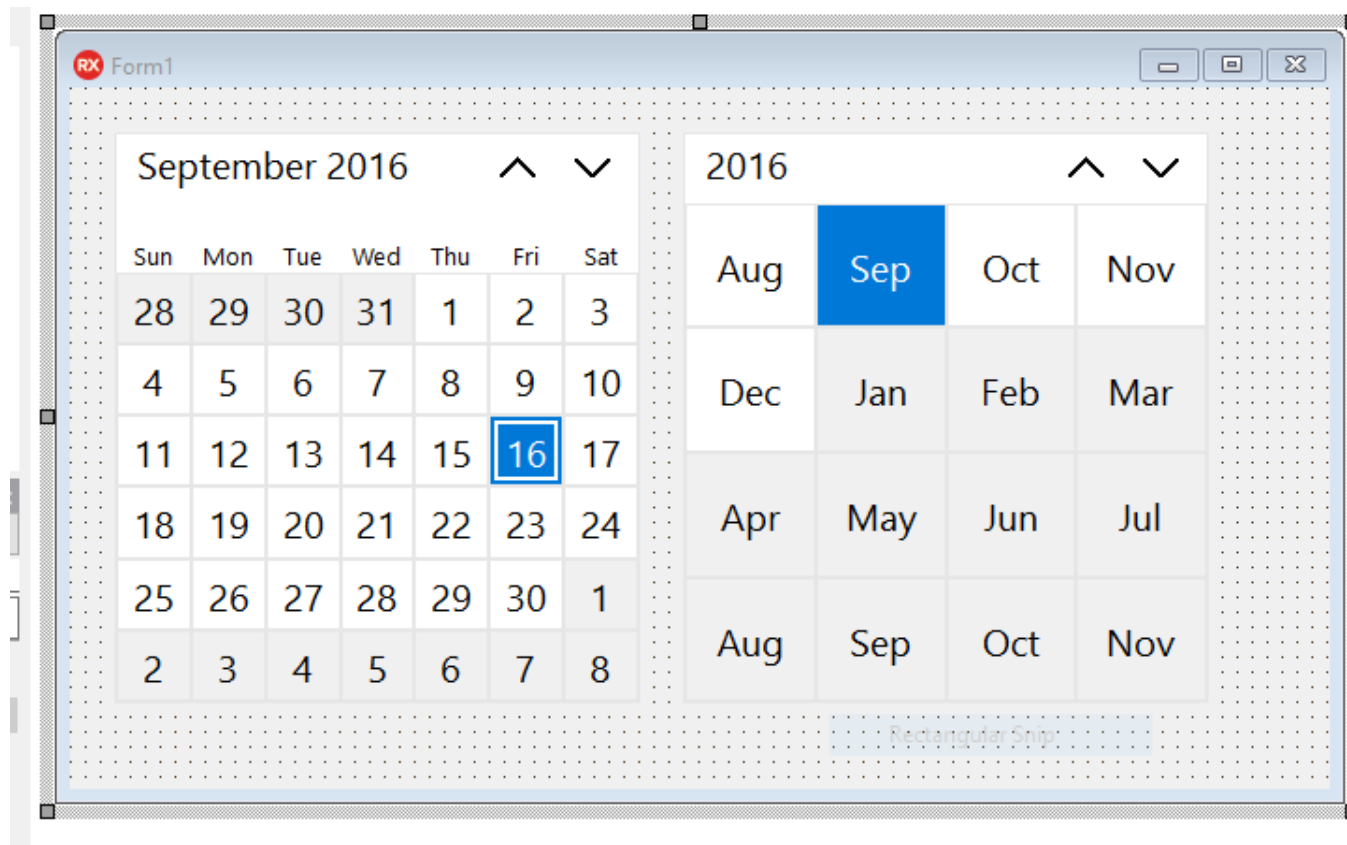 RX Form1
September 2016
Sun Mon Tue Wed Thu Fri Sat
28 29 30 31 1 2 3
4 5 6 7 8 9 10
11 12 13 14 15 16 17
18 19 20 21 22 23 24
25 26 27 28 29 30 1
2 3 4 5 6 7 8
2016
Aug Sep Oct Nov
Dec Jan Feb Mar
Apr May Jun Jul
Aug Sep Oct Nov
Rectangular Snip